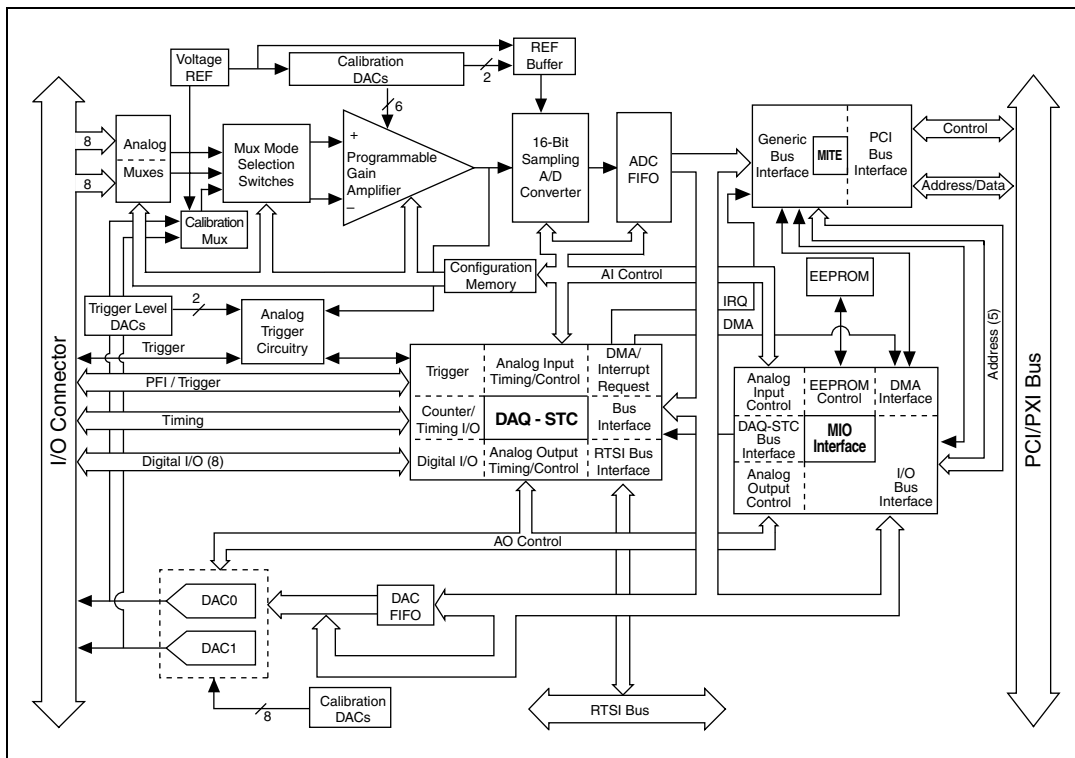 Voltage
REF
Calibration
DACs
2
REF
Buffer
6
8
8
Analog
Muxes
Mux Mode
Selection
Switches
+
Programmable
Gain
Amplifier
–
16-Bit
Sampling
A/D
Converter
ADC
FIFO
Generic
Bus
Interface
MITE
PCI
Bus
Interface
Control
Address/Data
Calibration
Mux
Configuration
Memory
AI Control
EEPROM
IRQ
DMA
Address (5)
Trigger Level
DACs
2
Analog
Trigger
Circuitry
Trigger
PFI / Trigger
Timing
Digital I/O (8)
I/O Connector
PCI/PXI Bus
Trigger
Analog Input
Timing/Control
DMA/
Interrupt
Request
Counter/
Timing I/O
DAQ - STC
Bus
Interface
Digital I/O
Analog Output
Timing/Control
RTSI Bus
Interface
Analog
Input
Control
EEPROM
Control
DMA
Interface
DAQ-STC
Bus
Interface
MIO
Interface
Analog
Output
Control
I/O
Bus
Interface
AO Control
DAC0
DAC1
DAC
FIFO
8
Calibration
DACs
RTSI Bus